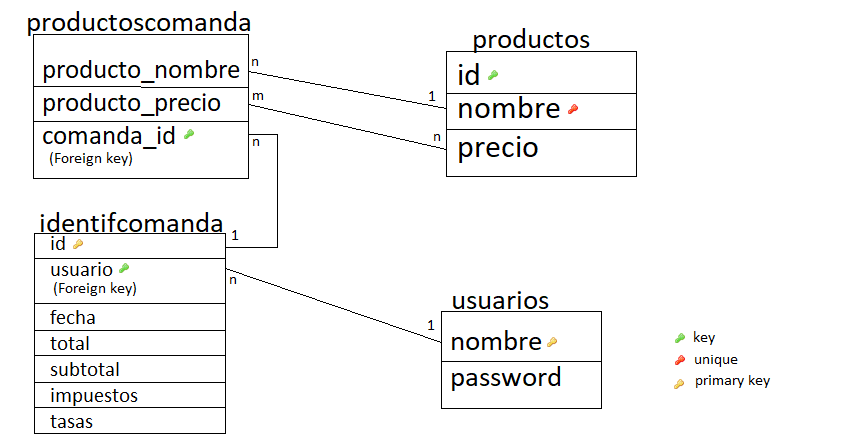 productoscomanda
producto_nombre
producto_precio
comanda_id
(Foreign key)
n
m
n
productos
id
nombre
precio
1
n
identifcomanda
id
usuario
(Foreign key)
fecha
total
subtotal
impuestos
tasas
1
n
usuarios
nombre
password
1
key
unique
primary key